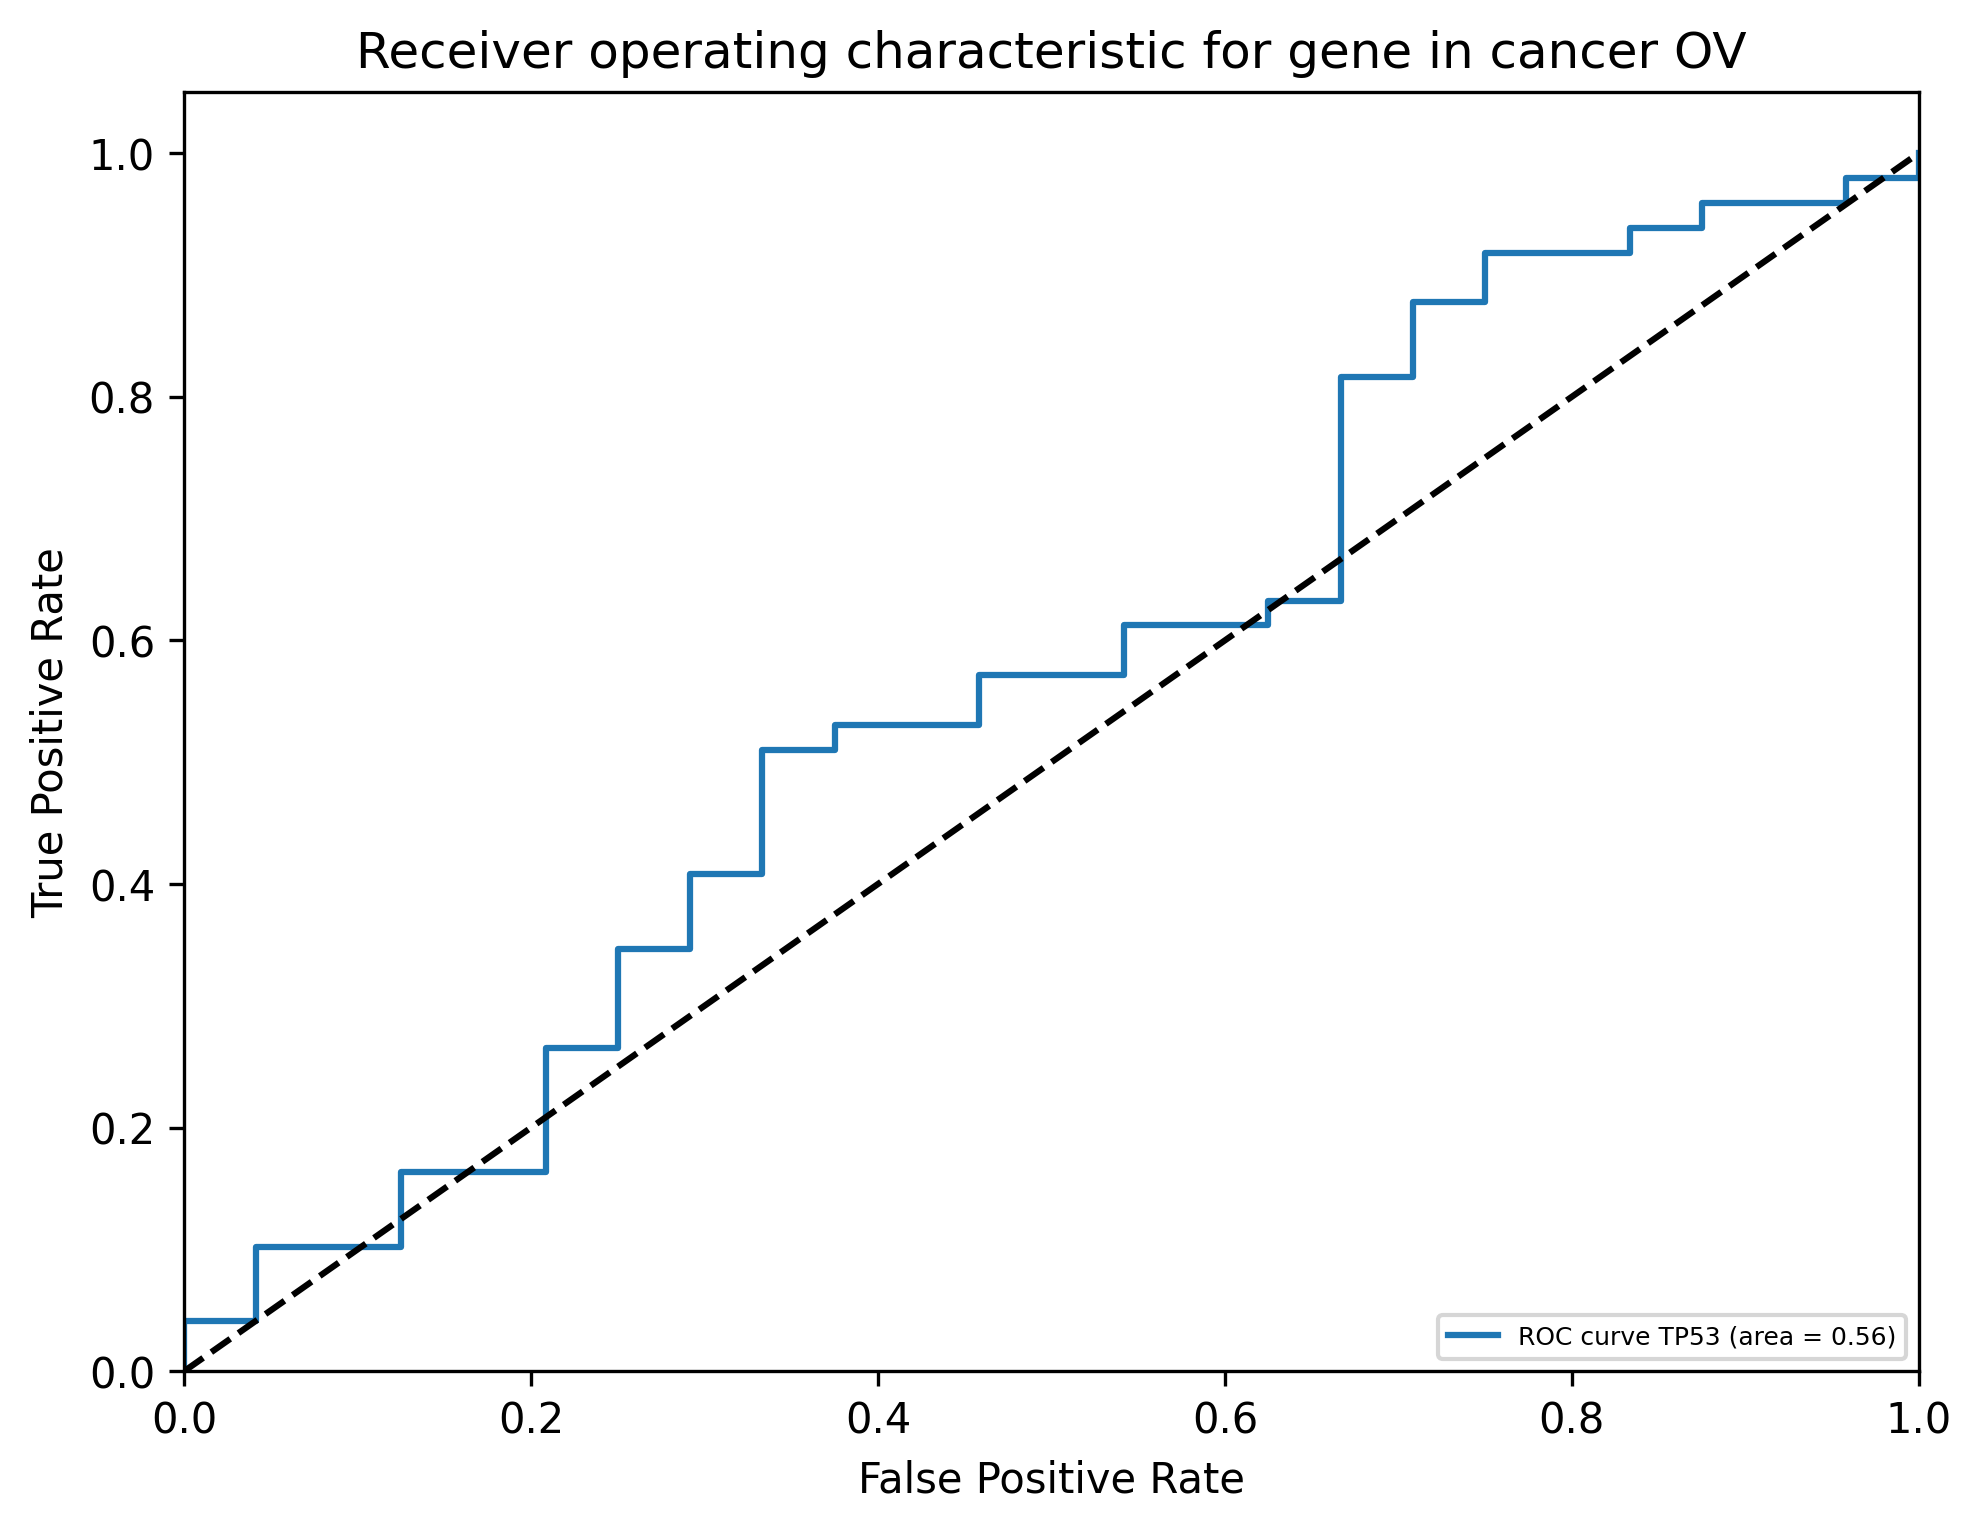 Receiver operating characteristic for gene in cancer OV
1.0
0.8
0.6
0.4
0.2
0.0
True Positive Rate
ROC curve TP53 (area = 0.56)
0.0 0.2 0.4 0.6 0.8 1.0
False Positive Rate